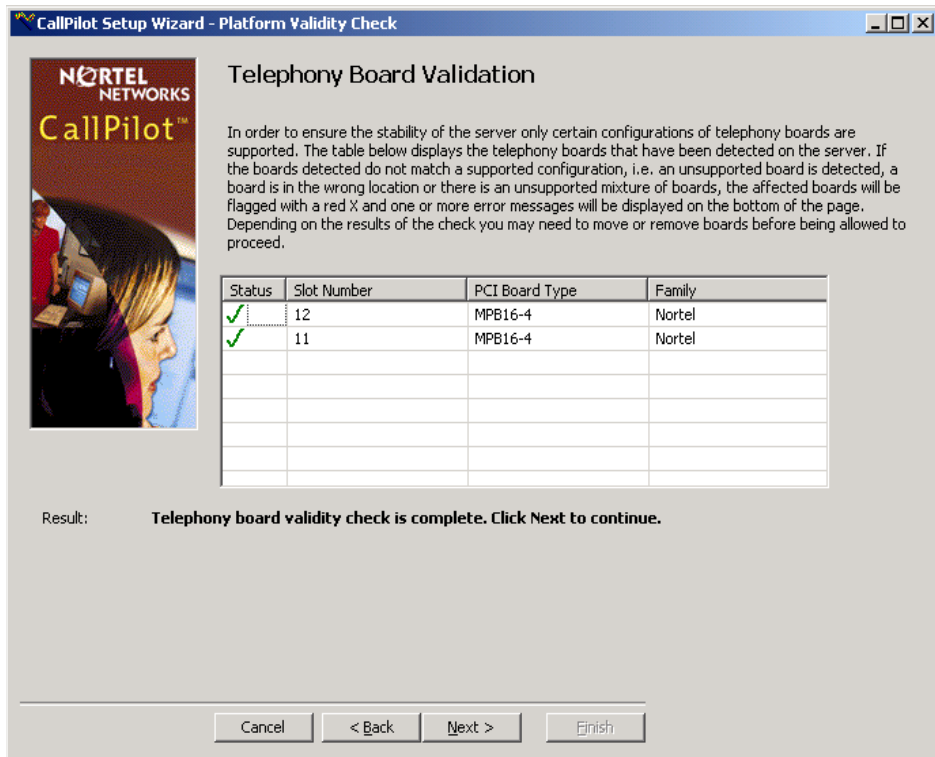 CallPilot Setup Wizard - Platform Validity Check
NORTEL
NETWORKS
CallPilot™
Telephony Board Validation
In order to ensure the stability of the server only certain configurations of telephony boards are
supported. The table below displays the telephony boards that have been detected on the server. If
the boards detected do not match a supported configuration, i.e. an unsupported board is detected, a
board is in the wrong location or there is an unsupported mixture of boards, the affected boards will be
flagged with a red X and one or more error messages will be displayed on the bottom of the page.
Depending on the results of the check you may need to move or remove boards before being allowed to
proceed.
Status Slot Number PCI Board Type Family
12 MPB16-4 Nortel
11 MPB16-4 Nortel
Result: Telephony board validity check is complete. Click Next to continue.
Cancel < Back Next > Finish